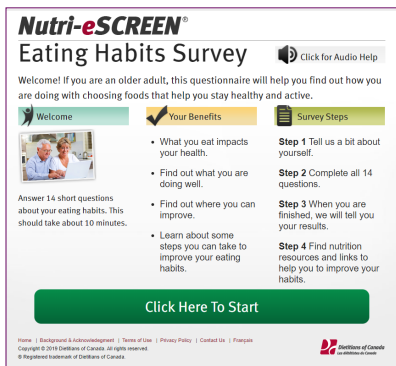 Nutri-eSCREEN®
Eating Habits Survey
Click for Audio Help
Welcome! If you are an older adult, this questionnaire will help you find out how you
are doing with choosing foods that help you stay healthy and active.
Welcome
Answer 14 short questions
about your eating habits. This
should take about 10 minutes.
Your Benefits
• What you eat impacts
your health.
• Find out what you are
doing well.
• Find out where you can
improve.
• Learn about some
steps you can take to
improve your eating
habits.
Survey Steps
Step 1 Tell us a bit about
yourself.
Step 2 Complete all 14
questions.
Step 3 When you are
finished, we will tell you
your results.
Step 4 Find nutrition
resources and links to
help you to improve your
habits.
Click Here To Start
Home | Background & Acknowledegment | Terms of Use | Privacy Policy | Contact Us | Français
Copyright © 2019 Dietitians of Canada. All rights reserved.
® Registered trademark of Dietitians of Canada.
Dietitians of Canada
Les diététistes du Canada